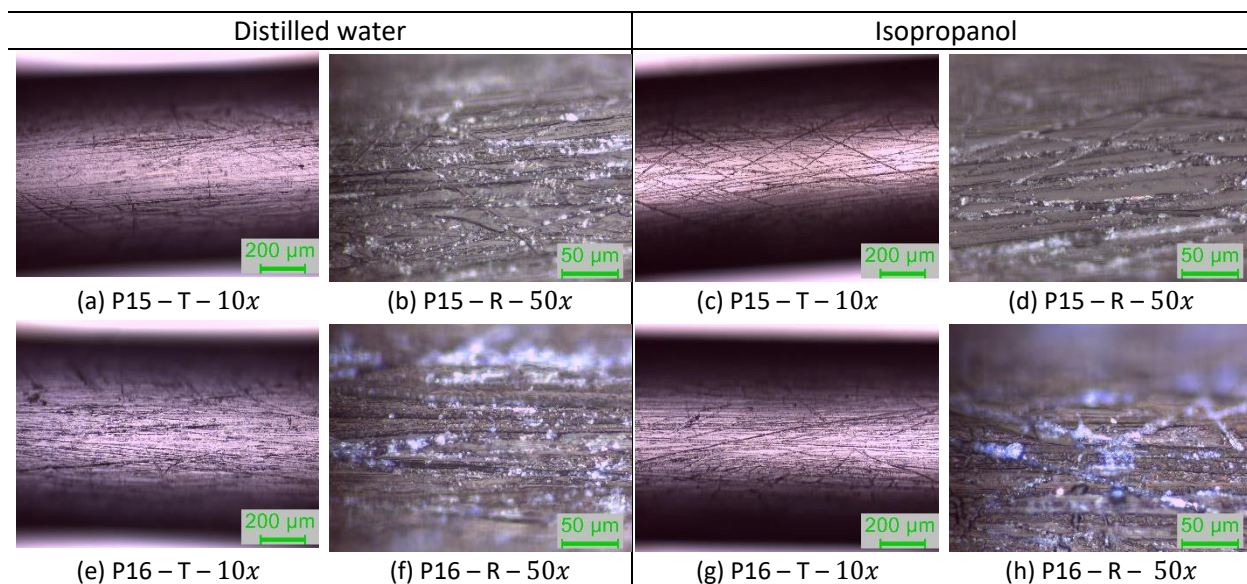 Distilled water Isopropanol
200 µm 50 µm 200 µm 50 µm
(a) P15 – T – 10x (b) P15 – R – 50x (c) P15 – T – 10x (d) P15 – R – 50x
200 µm 50 µm 200 µm 50 µm
(e) P16 – T – 10x (f) P16 – R – 50x (g) P16 – T – 10x (h) P16 – R – 50x